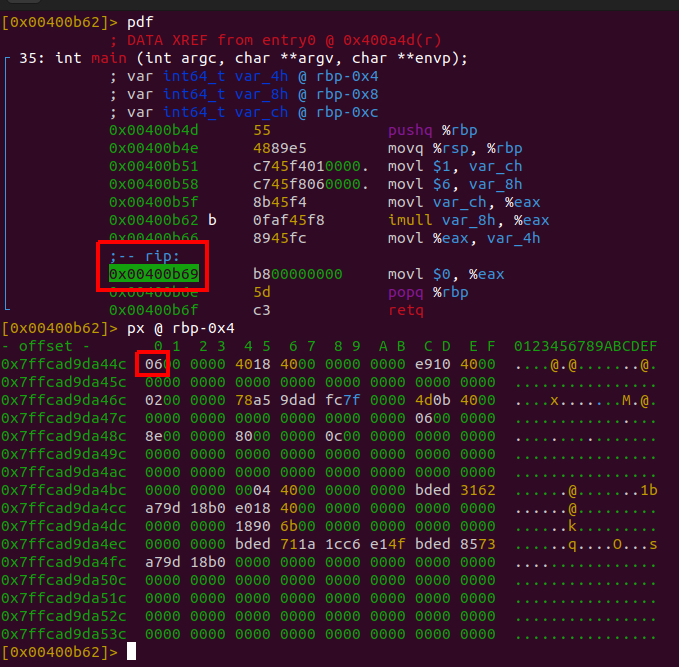 [0x00400b62]> pdf
; DATA XREF from entry0 @ 0x400a4d(r)
35: int main (int argc, char **argv, char **envp);
; var int64_t var_4h @ rbp-0x4
; var int64_t var_8h @ rbp-0x8
; var int64_t var_ch @ rbp-0xc
0x00400b4d 55 pushq %rbp
0x00400b4e 4889e5 movq %rsp, %rbp
0x00400b51 c745f4010000. movl $1, var_ch
0x00400b58 c745f8060000. movl $6, var_8h
0x00400b5f 8b45f4 movl var_ch, %eax
0x00400b62 b 0faf45f8 imull var_8h, %eax
0x00400b66 8945fc movl %eax, var_4h
;-- rip:
0x00400b69 b800000000 movl $0, %eax
0x00400b6e 5d popq %rbp
0x00400b6f c3 retq
[0x00400b62]> px @ rbp-0x4
- offset - 0 1 2 3 4 5 6 7 8 9 A B C D E F 0123456789ABCDEF
0x7ffcad9da44c 0600 0000 4018 4000 0000 0000 e910 4000 ....@.@.......@.
0x7ffcad9da45c 0000 0000 0000 0000 0000 0000 0000 0000 ................
0x7ffcad9da46c 0200 0000 78a5 9dad fc7f 0000 4d0b 4000 ....x.......M.@.
0x7ffcad9da47c 0000 0000 0000 0000 0000 0000 0600 0000 ................
0x7ffcad9da48c 8e00 0000 8000 0000 0c00 0000 0000 0000 ................
0x7ffcad9da49c 0000 0000 0000 0000 0000 0000 0000 0000 ................
0x7ffcad9da4ac 0000 0000 0000 0000 0000 0000 0000 0000 ................
0x7ffcad9da4bc 0000 0000 0004 4000 0000 0000 bded 3162 ......@.......1b
0x7ffcad9da4cc a79d 18b0 e018 4000 0000 0000 0000 0000 ......@.........
0x7ffcad9da4dc 0000 0000 1890 6b00 0000 0000 0000 0000 ......k.........
0x7ffcad9da4ec 0000 0000 bded 711a 1cc6 e14f bded 8573 ......q....O...s
0x7ffcad9da4fc a79d 18b0 0000 0000 0000 0000 0000 0000 ................
0x7ffcad9da50c 0000 0000 0000 0000 0000 0000 0000 0000 ................
0x7ffcad9da51c 0000 0000 0000 0000 0000 0000 0000 0000 ................
0x7ffcad9da52c 0000 0000 0000 0000 0000 0000 0000 0000 ................
0x7ffcad9da53c 0000 0000 0000 0000 0000 0000 0000 0000 ................
[0x00400b62]>